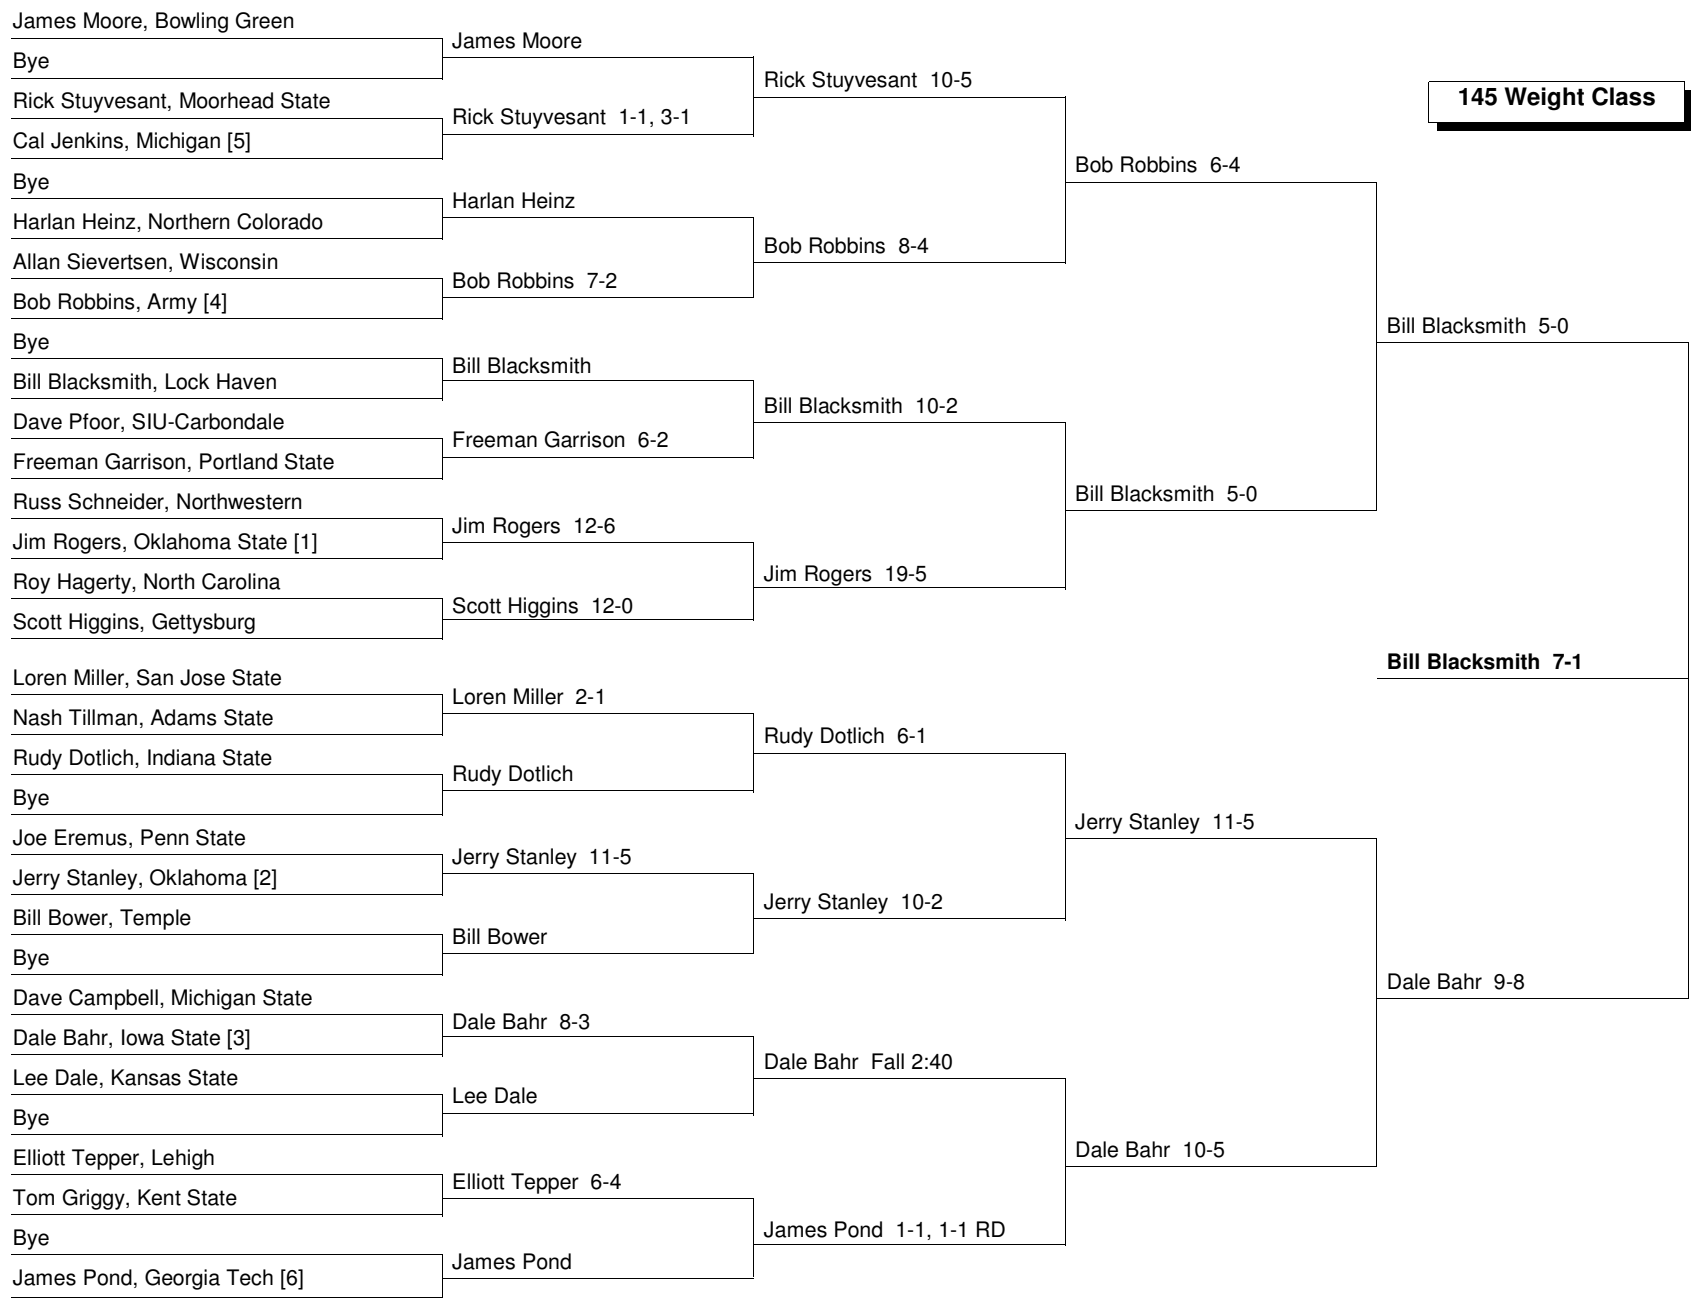 James Moore, Bowling Green
Bye
Rick Stuyvesant, Moorhead State
Cal Jenkins, Michigan [5]
Bye
Harlan Heinz, Northern Colorado
Allan Sievertsen, Wisconsin
Bob Robbins, Army [4]
Bye
Bill Blacksmith, Lock Haven
Dave Pfoor, SIU-Carbondale
Freeman Garrison, Portland State
Russ Schneider, Northwestern
Jim Rogers, Oklahoma State [1]
Roy Hagerty, North Carolina
Scott Higgins, Gettysburg
Loren Miller, San Jose State
Nash Tillman, Adams State
Rudy Dotlich, Indiana State
Bye
Joe Eremus, Penn State
Jerry Stanley, Oklahoma [2]
Bill Bower, Temple
Bye
Dave Campbell, Michigan State
Dale Bahr, Iowa State [3]
Lee Dale, Kansas State
Bye
Elliott Tepper, Lehigh
Tom Griggy, Kent State
Bye
James Pond, Georgia Tech [6]
James Moore
Rick Stuyvesant 1-1, 3-1
Harlan Heinz
Bob Robbins 7-2
Bill Blacksmith
Freeman Garrison 6-2
Jim Rogers 12-6
Scott Higgins 12-0
Loren Miller 2-1
Rudy Dotlich
Jerry Stanley 11-5
Bill Bower
Dale Bahr 8-3
Lee Dale
Elliott Tepper 6-4
James Pond
Rick Stuyvesant 10-5
Bob Robbins 8-4
Bill Blacksmith 10-2
Jim Rogers 19-5
Rudy Dotlich 6-1
Jerry Stanley 10-2
Dale Bahr Fall 2:40
James Pond 1-1, 1-1 RD
Bob Robbins 6-4
Bill Blacksmith 5-0
Jerry Stanley 11-5
Dale Bahr 10-5
Bill Blacksmith 5-0
Dale Bahr 9-8
Bill Blacksmith 7-1
145 Weight Class